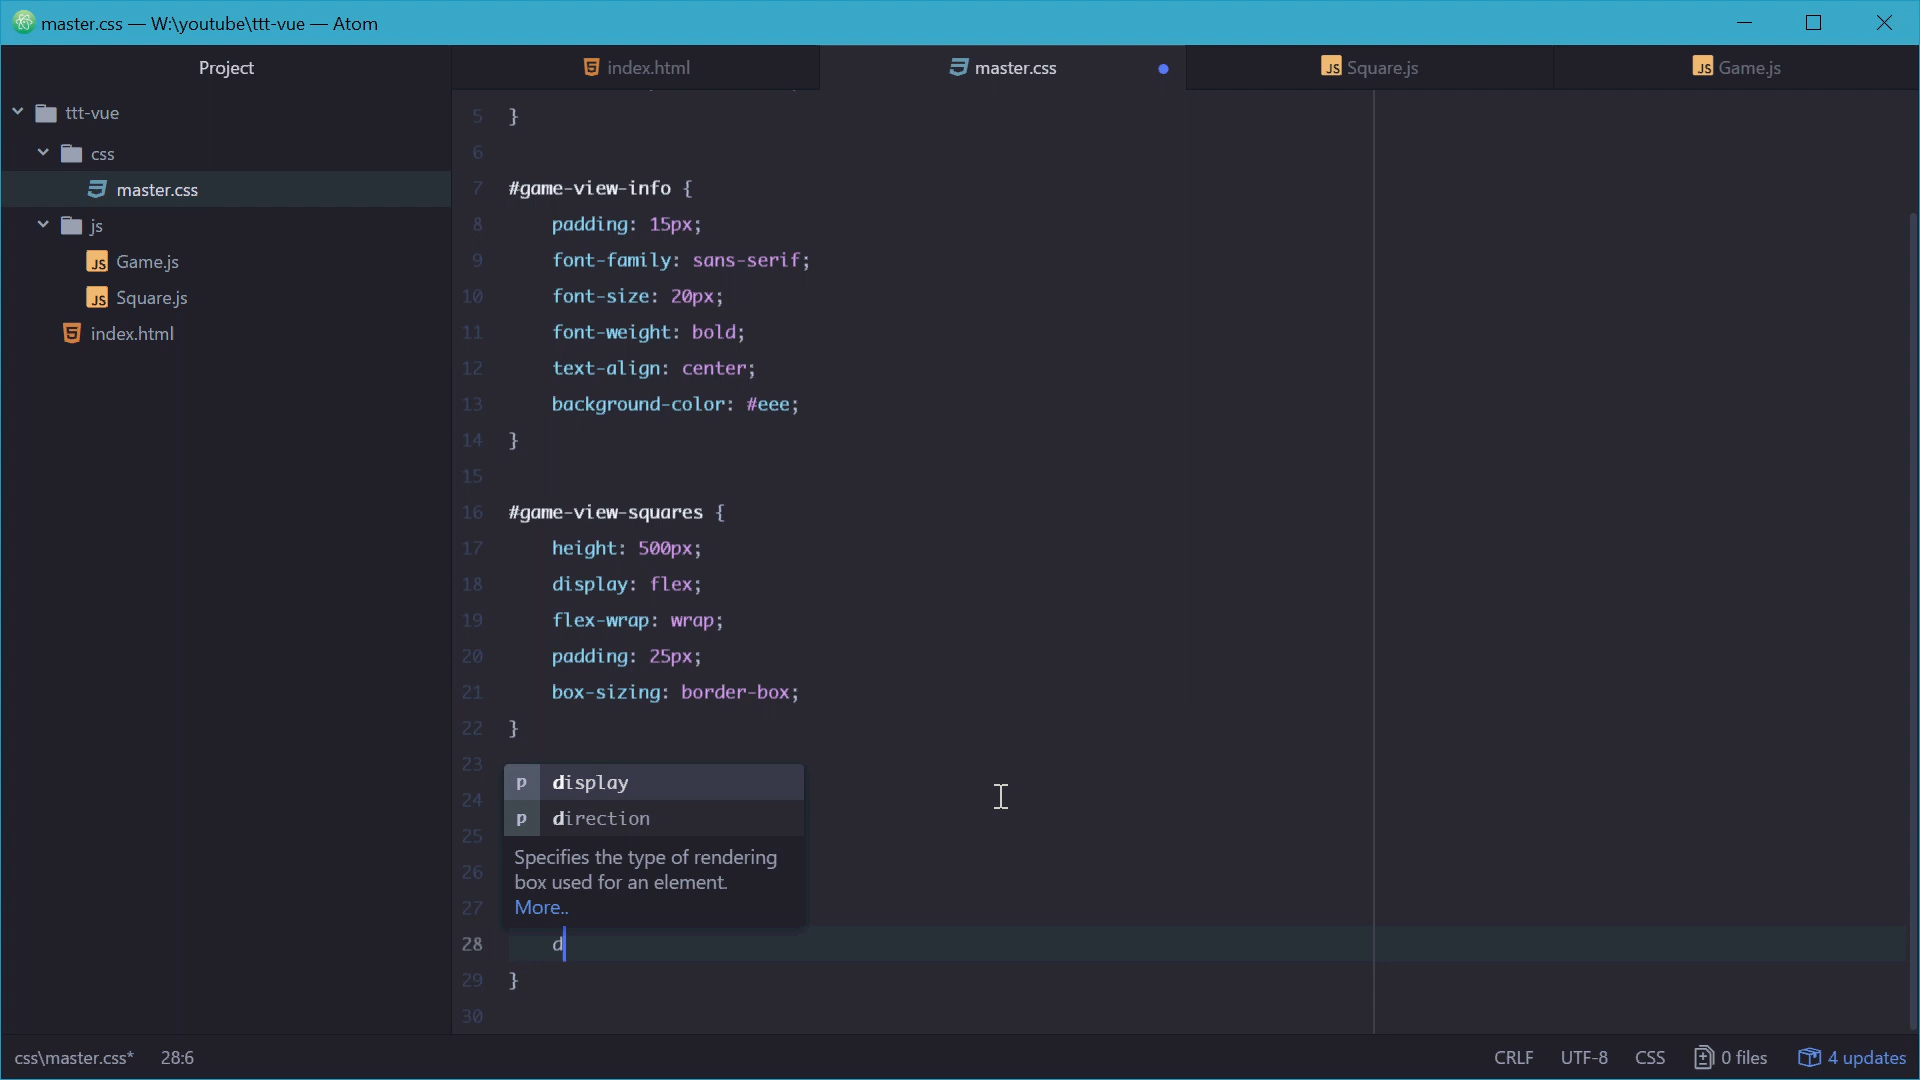 master.css — W:\youtube\ttt-vue — Atom
Project
index.html
master.css
JS Square.js
JS Game.js
ttt-vue
css
master.css
js
JS Game.js
JS Square.js
index.html
5 }
6
7 #game-view-info {
8 padding: 15px;
9 font-family: sans-serif;
10 font-size: 20px;
11 font-weight: bold;
12 text-align: center;
13 background-color: #eee;
14 }
15
16 #game-view-squares {
17 height: 500px;
18 display: flex;
19 flex-wrap: wrap;
20 padding: 25px;
21 box-sizing: border-box;
22 }
23
p display
24
p direction
25
Specifies the type of rendering
26
box used for an element.
27
More..
28 d
29 }
30
css\master.css* 28:6
CRLF UTF-8 CSS 0 files 4 updates